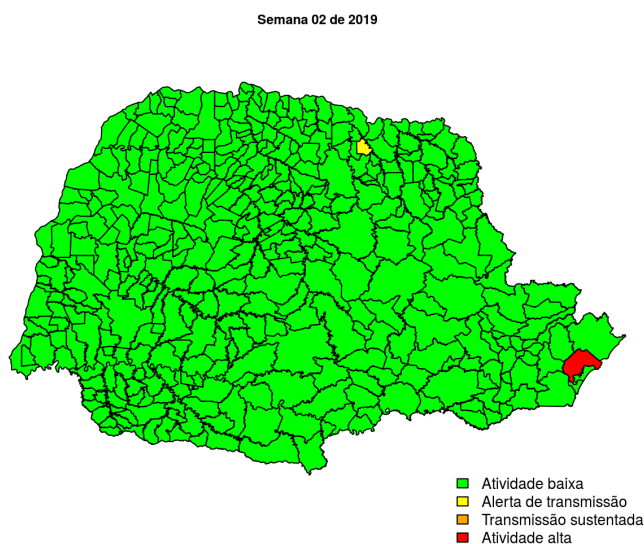 Semana 02 de 2019
Atividade baixa
Alerta de transmissão
Transmissão sustentada
Atividade alta